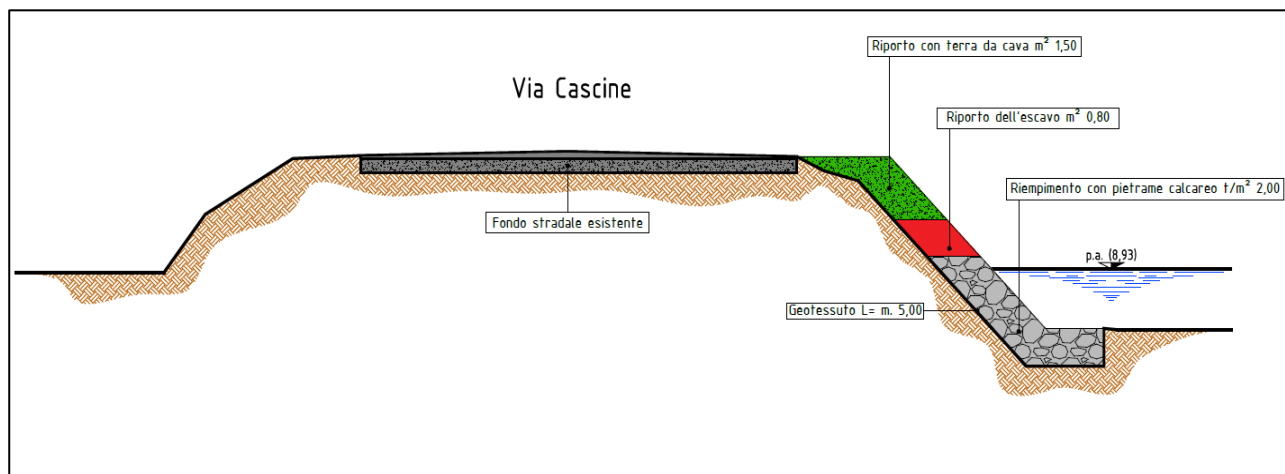 Riporto con terra da cava m² 1,50
Via Cascine
Riporto dell'escavo m² 0,80
Riempimento con pietrame calcareo t/m² 2,00
Fondo stradale esistente
p.a. (8,93)
Geotessuto L= m. 5,00